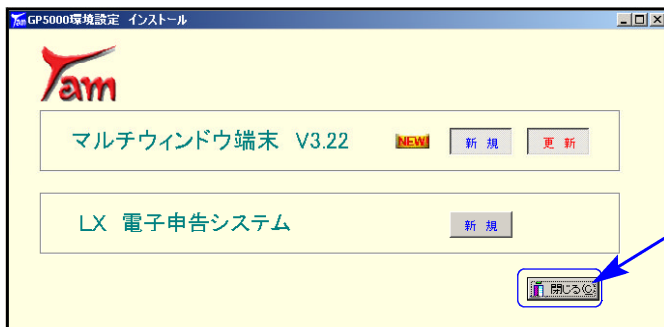 GP5000環境設定 インストール
Tam
マルチウィンドウ端末 V3.22 NEW! 新規 更新
LX 電子申告システム 新規
閉じる(C)